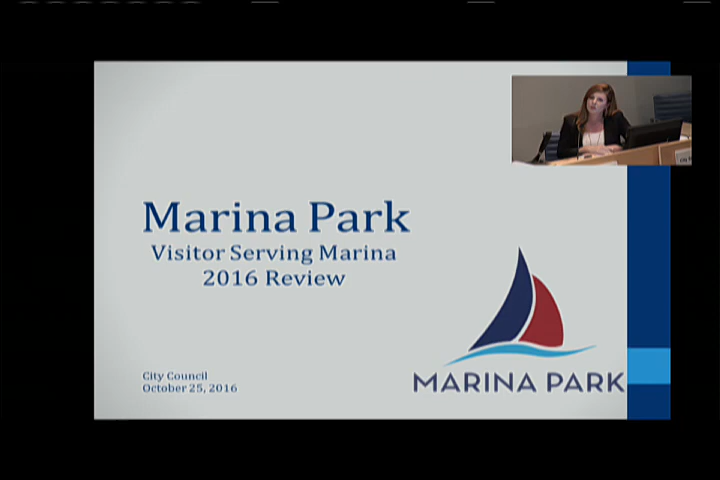 Marina Park
Visitor Serving Marina
2016 Review
City Council
October 25, 2016
MARINA PARK